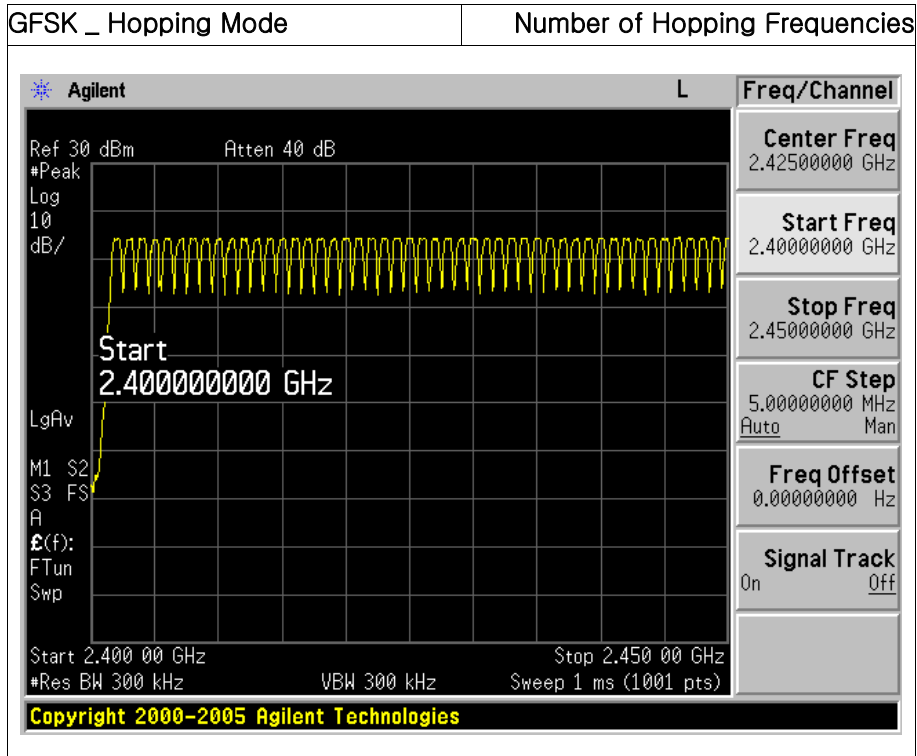 GFSK _ Hopping Mode
Number of Hopping Frequencies
Agilent
L
Freq/Channel
Ref 30 dBm
Atten 40 dB
#Peak
Log
10
dB/
Start
2.400000000 GHz
LgAv
M1 S2
S3 FS
A
£(f):
FTun
Swp
Start 2.400 00 GHz
Stop 2.450 00 GHz
#Res BW 300 kHz
VBW 300 kHz
Sweep 1 ms (1001 pts)
Copyright 2000-2005 Agilent Technologies
Center Freq
2.42500000 GHz
Start Freq
2.40000000 GHz
Stop Freq
2.45000000 GHz
CF Step
5.00000000 MHz
Auto Man
Freq Offset
0.00000000 Hz
Signal Track
On Off